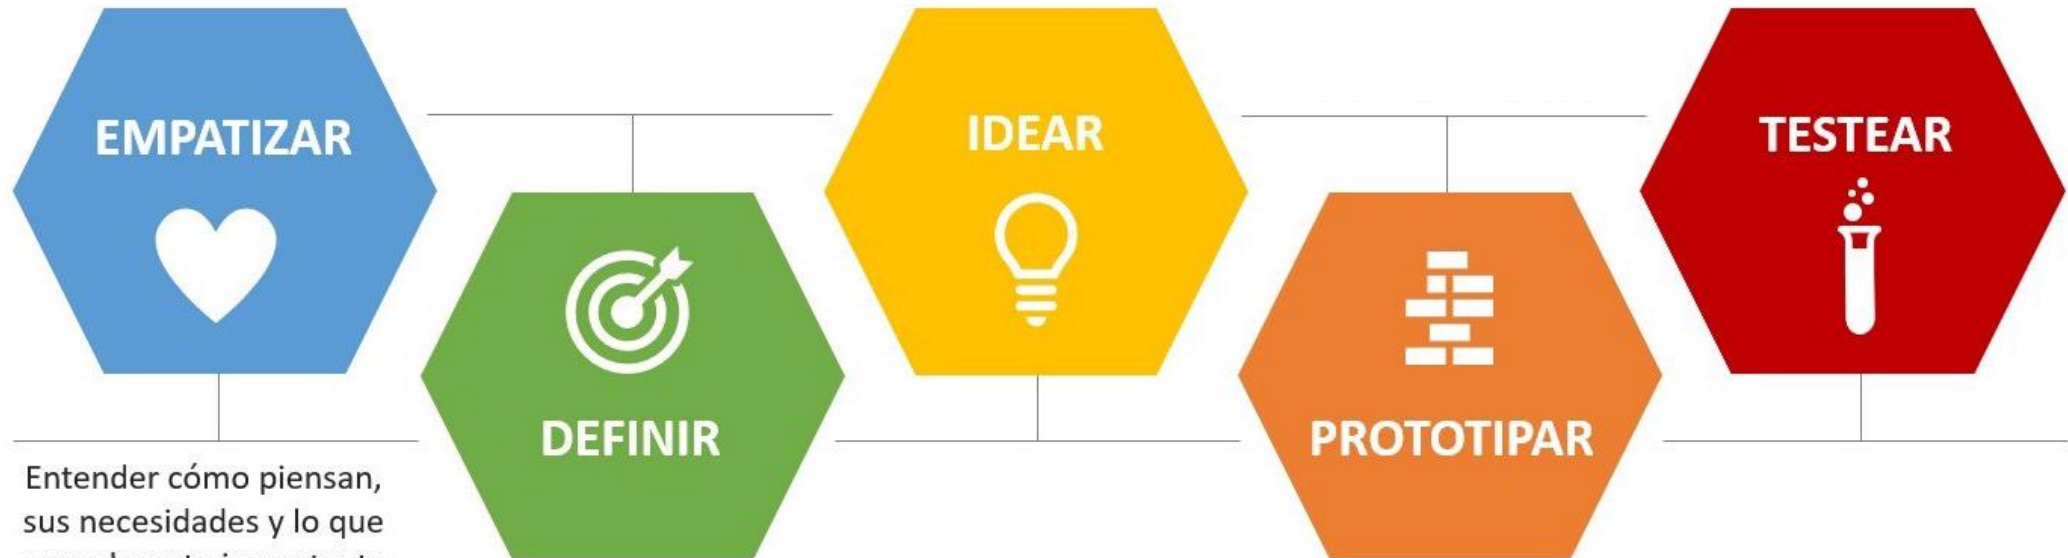 EMPATIZAR
DEFINIR
IDEAR
PROTOTIPAR
TESTEAR
Entender cómo piensan,
sus necesidades y lo que